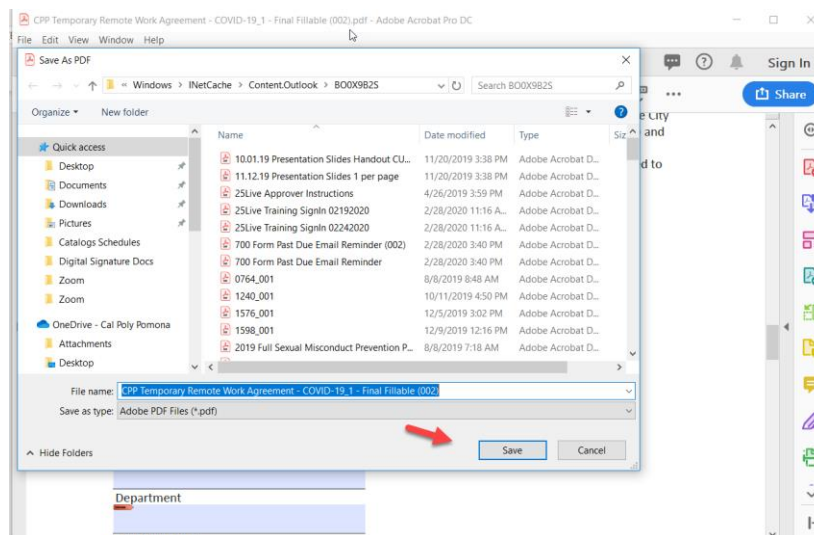 CPP Temporary Remote Work Agreement - COVID-19_1 - Final Fillable (002).pdf - Adobe Acrobat Pro DC
File Edit View Window Help
Sign In
Share
Save As PDF
« Windows > INetCache > Content.Outlook > BO0X9B2S
Search BO0X9B2S
Organize
New folder
e City
and
d to
Name Date modified Type Siz
Quick access
Desktop
Documents
Downloads
Pictures
Catalogs Schedules
Digital Signature Docs
Zoom
Zoom
OneDrive - Cal Poly Pomona
Attachments
Desktop
10.01.19 Presentation Slides Handout CU... 11/20/2019 3:38 PM Adobe Acrobat D...
11.12.19 Presentation Slides 1 per page 11/20/2019 3:38 PM Adobe Acrobat D...
25Live Approver Instructions 4/26/2019 3:59 PM Adobe Acrobat D...
25Live Training SignIn 02192020 2/28/2020 11:16 A... Adobe Acrobat D...
25Live Training SignIn 02242020 2/28/2020 11:16 A... Adobe Acrobat D...
700 Form Past Due Email Reminder (002) 2/28/2020 3:40 PM Adobe Acrobat D...
700 Form Past Due Email Reminder 2/28/2020 3:40 PM Adobe Acrobat D...
0764_001 8/8/2019 8:48 AM Adobe Acrobat D...
1240_001 10/11/2019 4:50 PM Adobe Acrobat D...
1576_001 12/5/2019 3:02 PM Adobe Acrobat D...
1598_001 12/9/2019 12:16 PM Adobe Acrobat D...
2019 Full Sexual Misconduct Prevention P... 8/8/2019 7:18 AM Adobe Acrobat D...
File name: CPP Temporary Remote Work Agreement - COVID-19_1 - Final Fillable (002)
Save as type: Adobe PDF Files (*.pdf)
Hide Folders
Save
Cancel
Department